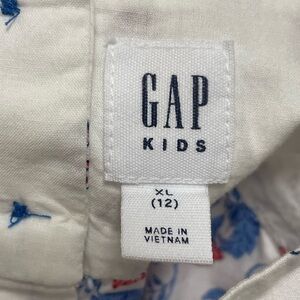 GAP
KIDS
XL
(12)
MADE IN
VIETNAM